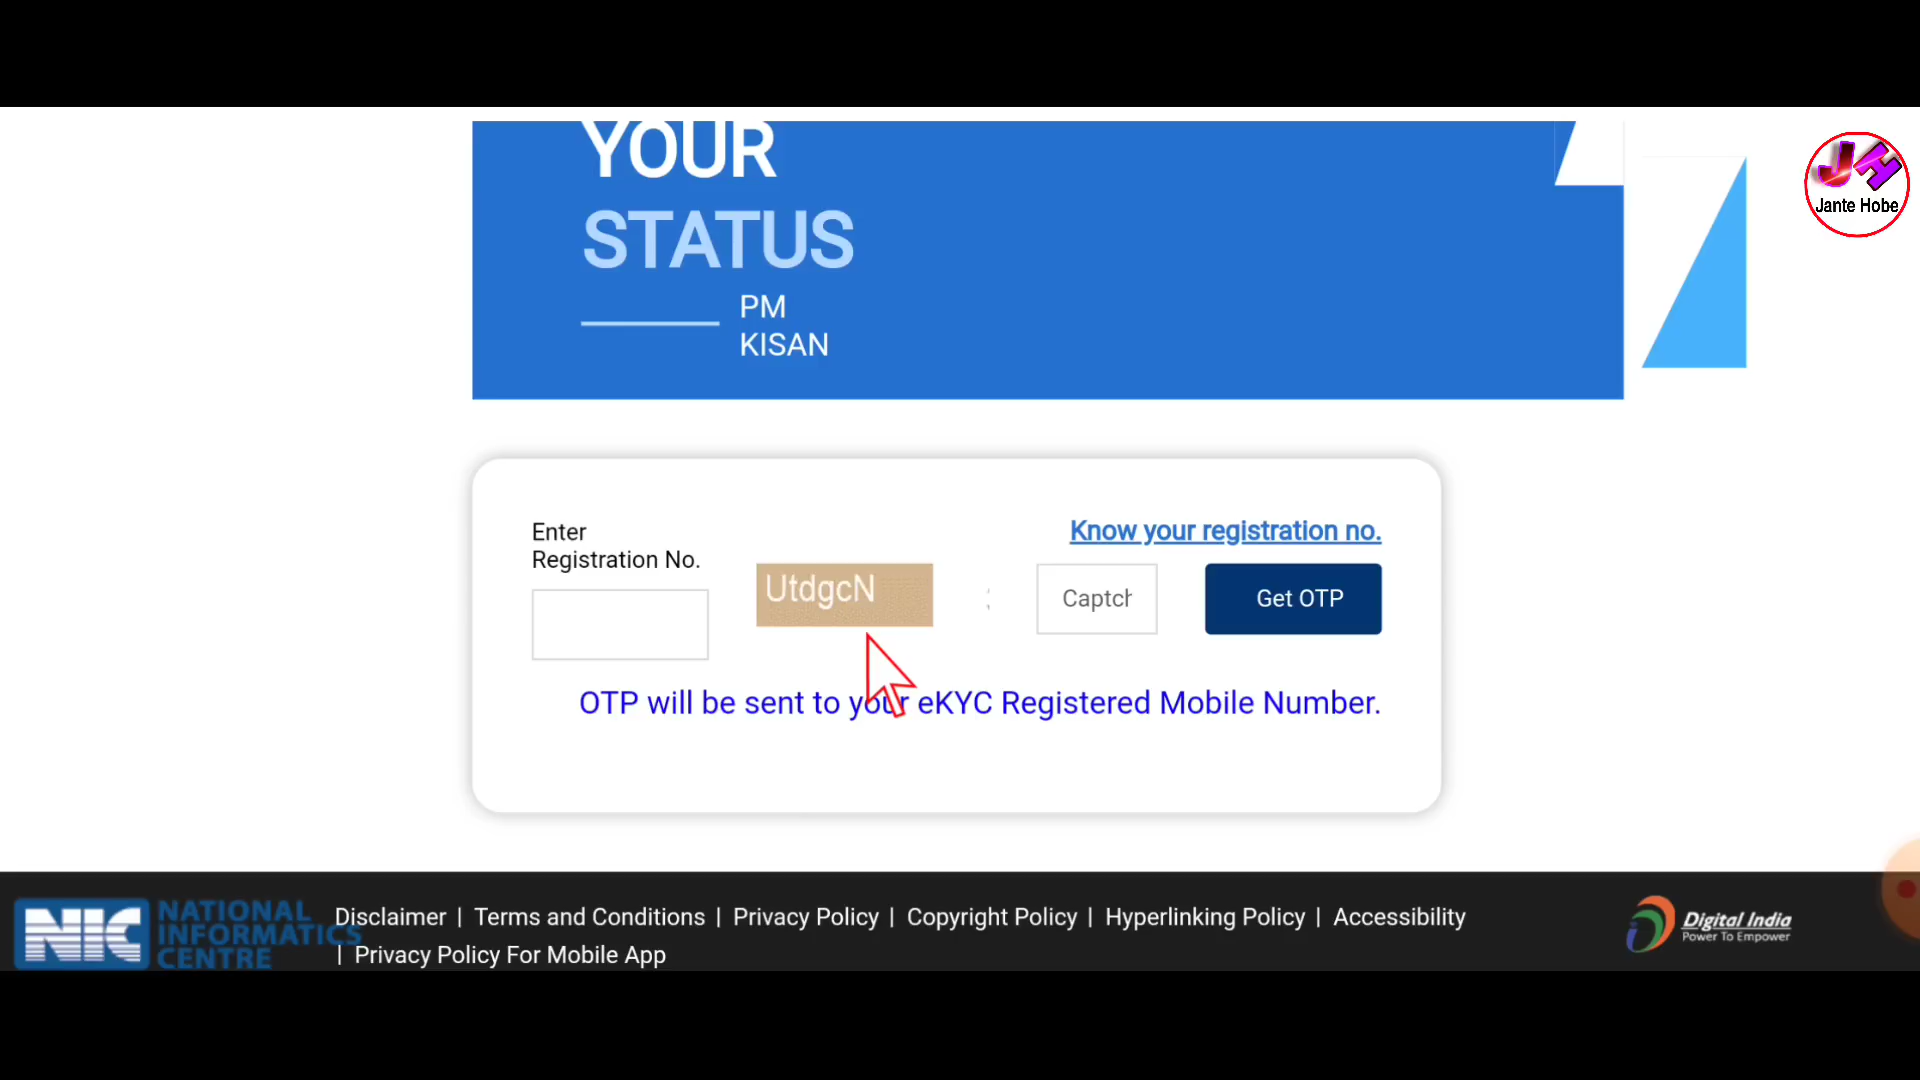 YOUR
STATUS
PM
KISAN
JH
Jante Hobe
Enter
Registration No.
Know your registration no.
UtdgcN
Captch
Get OTP
OTP will be sent to your eKYC Registered Mobile Number.
NIC
NATIONAL
INFORMATICS
CENTRE
Disclaimer | Terms and Conditions | Privacy Policy | Copyright Policy | Hyperlinking Policy | Accessibility
| Privacy Policy For Mobile App
Digital India
Power To Empower